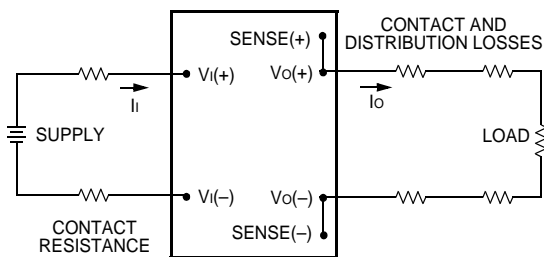 CONTACT AND
DISTRIBUTION LOSSES
SENSE(+)
VI(+)
VO(+)
II
IO
SUPPLY
LOAD
VI(–)
VO(–)
CONTACT
RESISTANCE
SENSE(–)